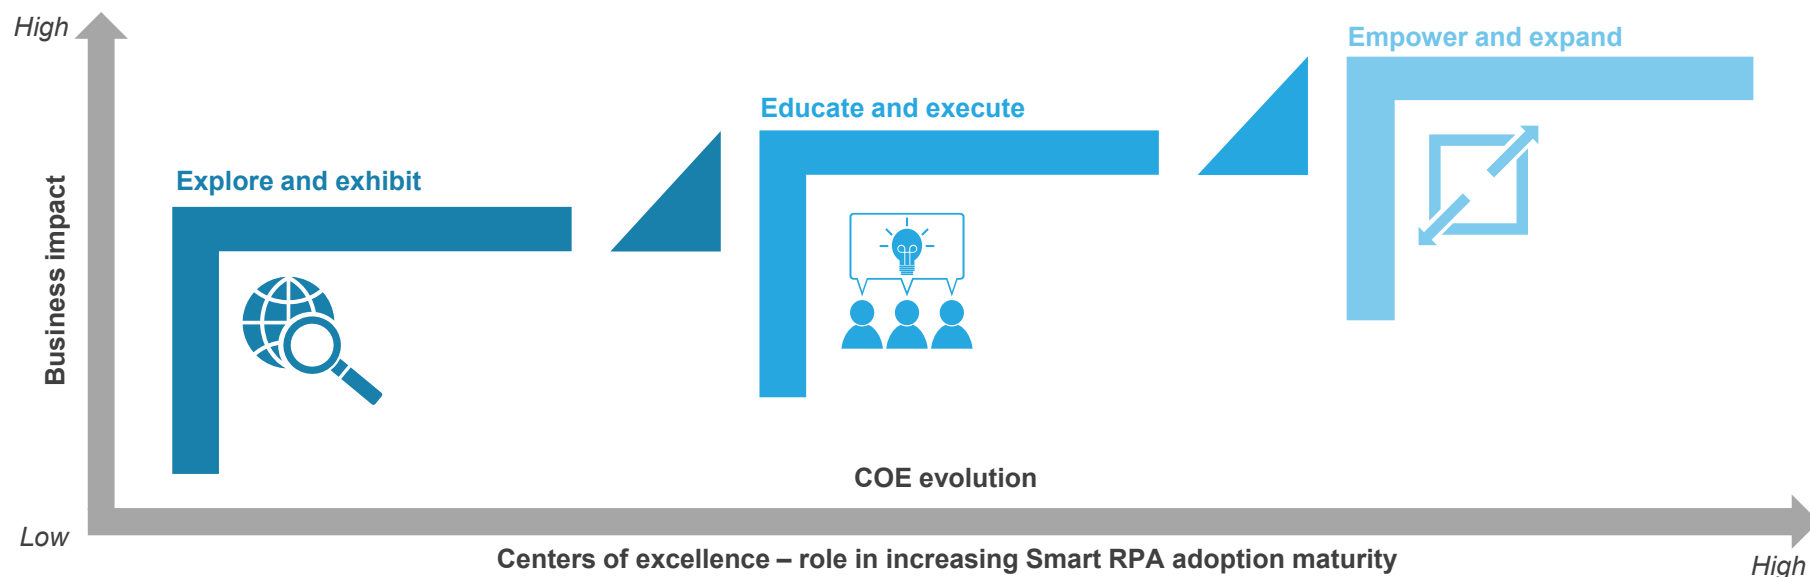 High
Empower and expand
Educate and execute
Explore and exhibit
Business impact
COE evolution
Low
Centers of excellence – role in increasing Smart RPA adoption maturity
High